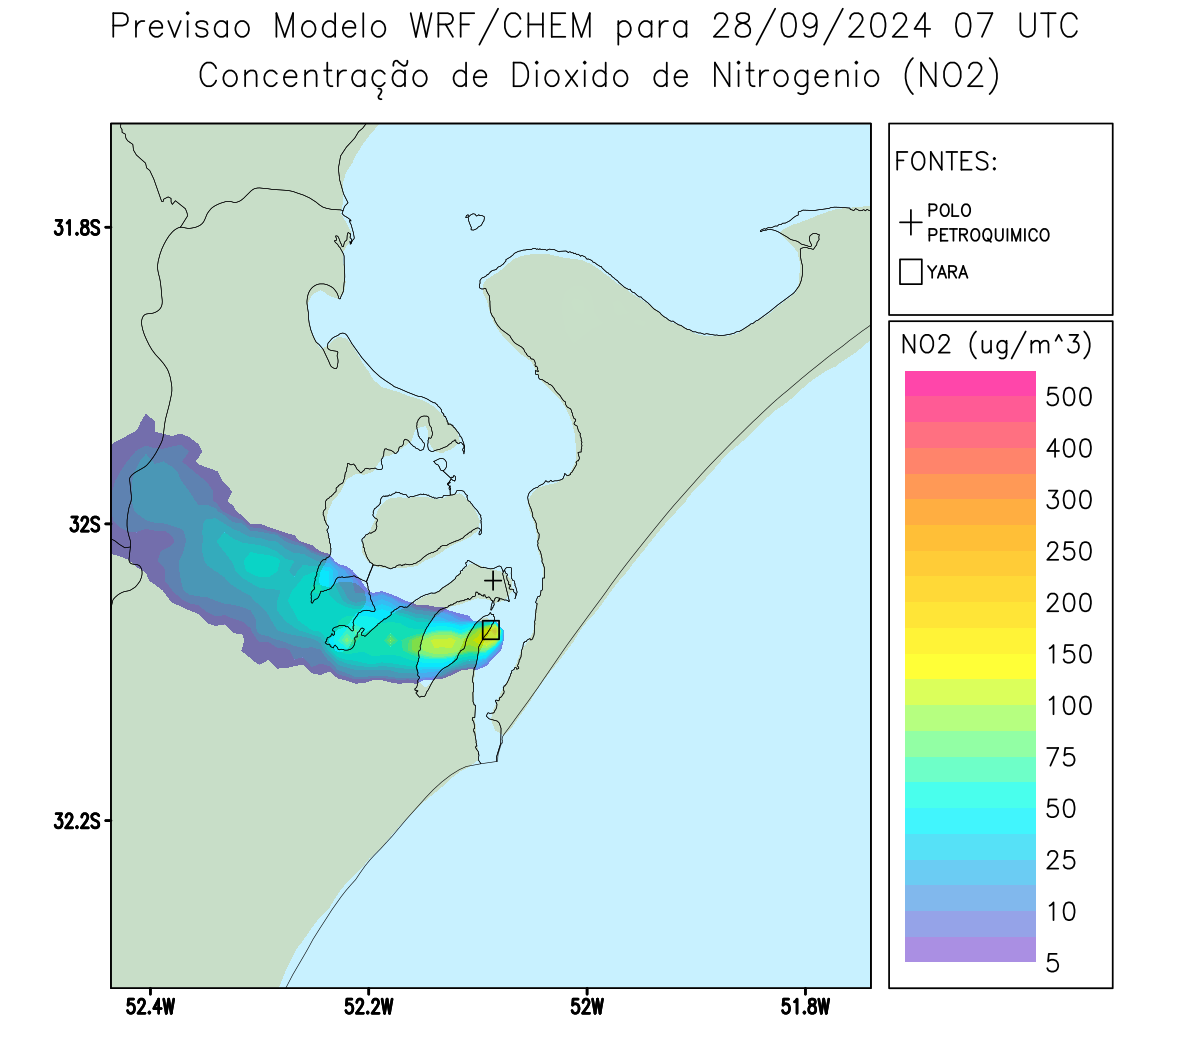 Previsao Modelo WRF/CHEM para 28/09/2024 07 UTC
Concentração de Dioxido de Nitrogenio (NO2)
FONTES:
POLO
PETROQUIMICO
YARA
NO2 (ug/m^3)
500
400
300
250
200
150
100
75
50
25
10
5
31.8S
32S
32.2S
52.4W 52.2W 52W 51.8W